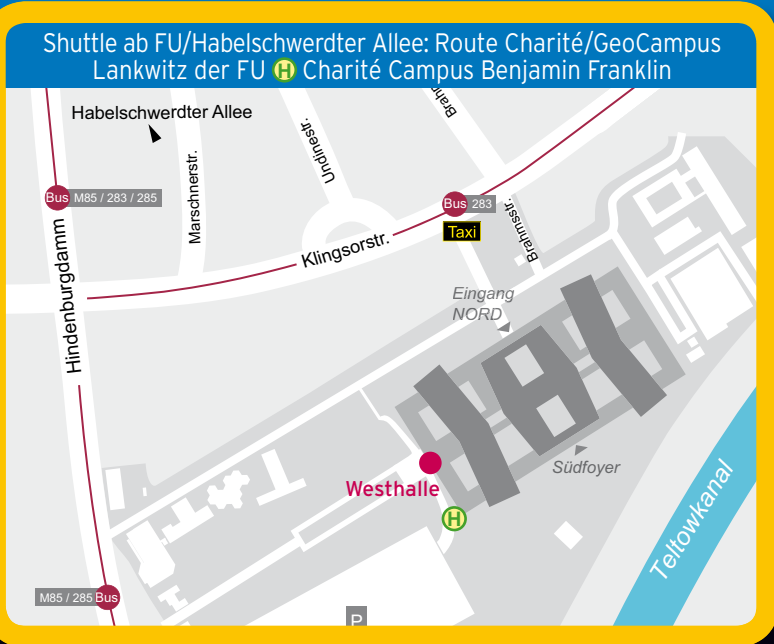 Shuttle ab FU/Habelschwerdter Allee: Route Charité/GeoCampus
Lankwitz der FU H Charité Campus Benjamin Franklin
Habelschwerdter Allee
Undinestr.
Brahmsstr.
Marschnerstr.
Bus M85 / 283 / 285
Bus 283
Taxi
Klingsorstr.
Hindenburgdamm
Eingang
NORD
Südfoyer
Westhalle
H
Teltowkanal
M85 / 285 Bus
P